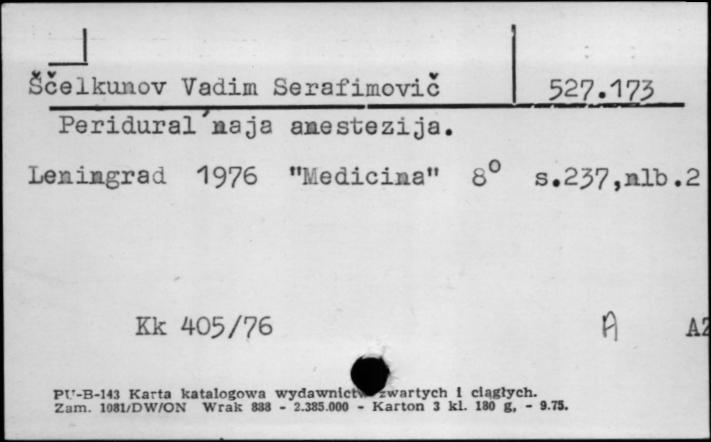 Ščelkunov Vadim Serafimovič 527.173
Peridural'naja anestezija.
Leningrad 1976 "Medicina" 8° s.237,nlb.2
Kk 405/76 A A2
PU-B-143 Karta katalogowa wydawnictw zwartych i ciągłych.
Zam. 1081/DW/ON Wrak 888 - 2.385.000 - Karton 3 kl. 180 g, - 9.75.